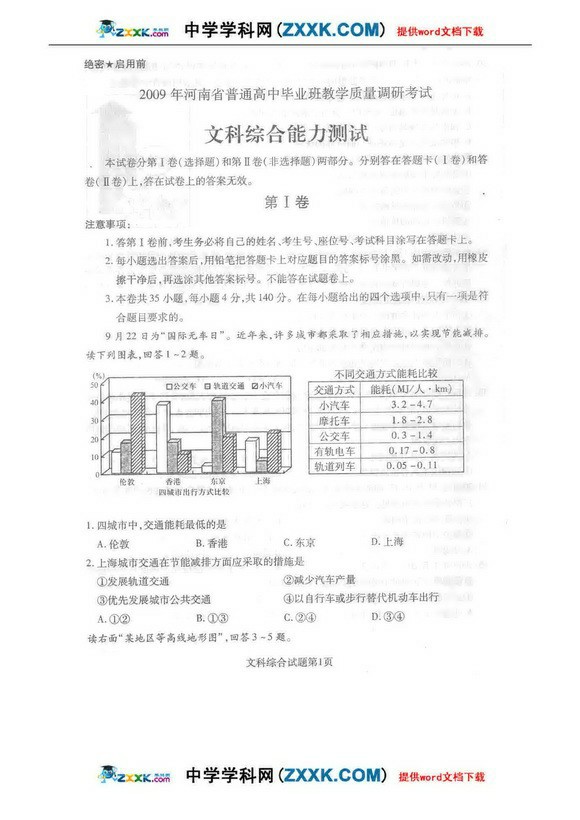 ZXXK.COM 中学学科网(ZXXK.COM) 提供word文档下载
绝密★启用前
2009年河南省普通高中毕业班教学质量调研考试
文科综合能力测试
本试卷分第Ⅰ卷(选择题)和第Ⅱ卷(非选择题)两部分。分别答在答题卡(Ⅰ卷)和答
卷(Ⅱ卷)上,答在试卷上的答案无效。
第Ⅰ卷
注意事项:
1.答第Ⅰ卷前,考生务必将自己的姓名、考生号、座位号、考试科目涂写在答题卡上。
2.每小题选出答案后,用铅笔把答题卡上对应题目的答案标号涂黑。如需改动,用橡皮
擦干净后,再选涂其他答案标号。不能答在试题卷上。
3.本卷共35小题,每小题4分,共140分。在每小题给出的四个选项中,只有一项是符
合题目要求的。
9月22日为“国际无车日”。近年来,许多城市都采取了相应措施,以实现节能减排。
读下列图表,回答1~2题。
(%)
50
40
30
20
10
0
公交车 轨道交通 小汽车
伦敦 香港 东京 上海
四城市出行方式比较
不同交通方式能耗比较
交通方式 能耗(MJ/人·km)
小汽车 3.2-4.7
摩托车 1.8-2.8
公交车 0.3-1.4
有轨电车 0.17-0.8
轨道列车 0.05-0.11
1.四城市中,交通能耗最低的是
A.伦敦 B.香港 C.东京 D.上海
2.上海城市交通在节能减排方面应采取的措施是
①发展轨道交通 ②减少汽车产量
③优先发展城市公共交通 ④以自行车或步行替代机动车出行
A.①② B.①③ C.②④ D.③④
读右面“某地区等高线地形图”,回答3~5题。
文科综合试题第1页
ZXXK.COM 中学学科网(ZXXK.COM) 提供word文档下载